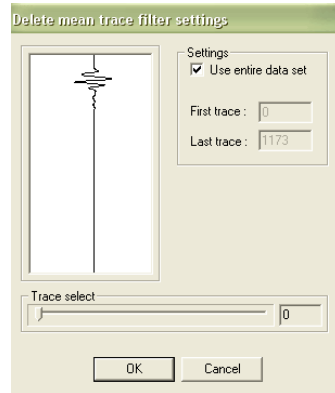 Delete mean trace filter settings
Settings
Use entire data set
First trace : 0
Last trace : 1173
Trace select
0
OK Cancel